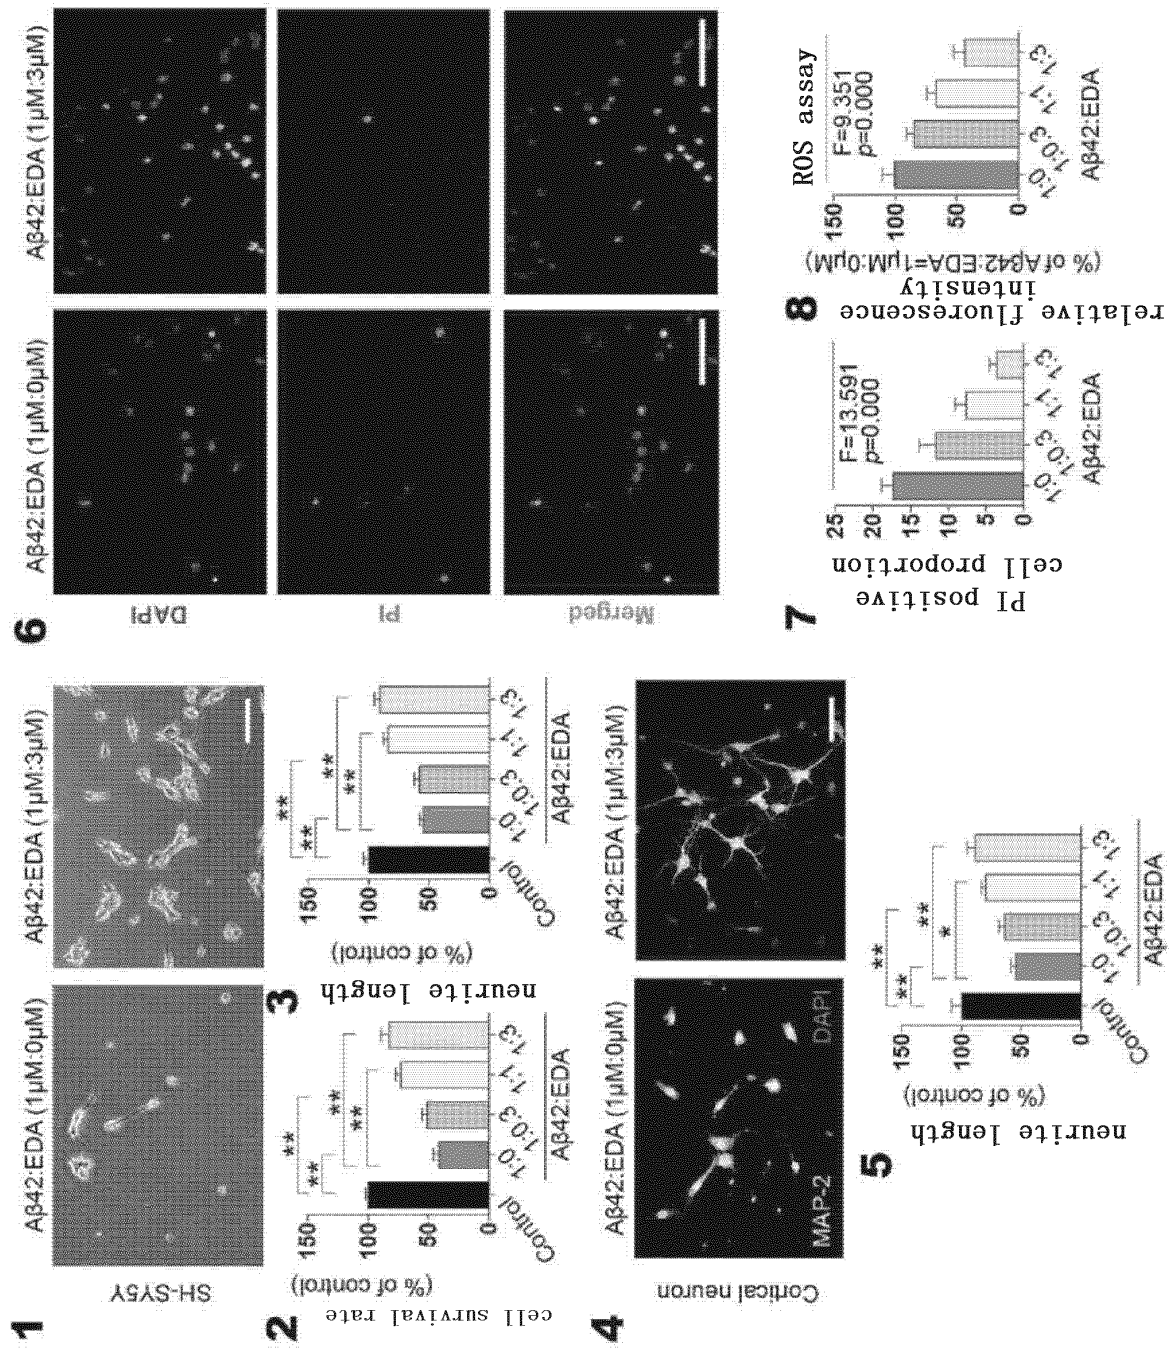 1
Aβ42:EDA (1μM:0μM)
Aβ42:EDA (1μM:3μM)
SH-SY5Y
2
cell survival rate
(% of control)
150
100
50
0
**
**
**
**
Control
1:0
1:0.3
1:1
1:3
Aβ42:EDA
3
neurite length
(% of control)
150
100
50
0
**
**
**
**
Control
1:0
1:0.3
1:1
1:3
Aβ42:EDA
4
Aβ42:EDA (1μM:0μM)
Aβ42:EDA (1μM:3μM)
Cortical neuron
MAP-2
DAPI
5
neurite length
(% of control)
150
100
50
0
**
**
**
*
Control
1:0
1:0.3
1:1
1:3
Aβ42:EDA
6
Aβ42:EDA (1μM:0μM)
Aβ42:EDA (1μM:3μM)
DAPI
PI
Merged
7
PI positive
cell proportion
25
20
15
10
5
0
F=13.591
p=0.000
1:0
1:0.3
1:1
1:3
Aβ42:EDA
8
relative fluorescence
intensity
(% of Aβ42:EDA=1μM:0μM)
ROS assay
150
100
50
0
F=9.351
p=0.000
1:0
1:0.3
1:1
1:3
Aβ42:EDA